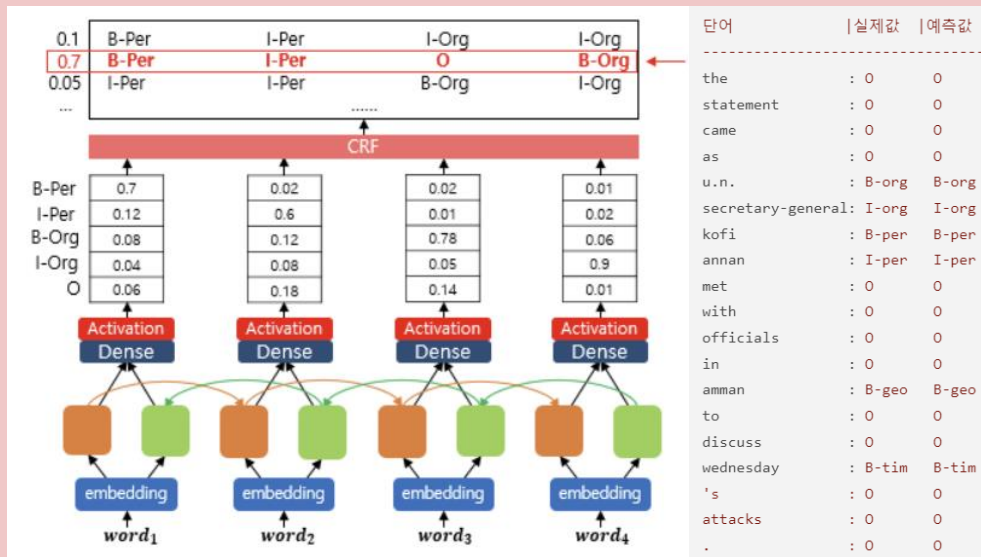 0.1 B-Per I-Per I-Org I-Org
0.7 B-Per I-Per O B-Org
0.05 I-Per I-Per B-Org I-Org
... ......
CRF
B-Per 0.7 0.02 0.02 0.01
I-Per 0.12 0.6 0.01 0.02
B-Org 0.08 0.12 0.78 0.06
I-Org 0.04 0.08 0.05 0.9
O 0.06 0.18 0.14 0.01
Activation Activation Activation Activation
Dense Dense Dense Dense
embedding embedding embedding embedding
word1 word2 word3 word4
단어 |실제값 |예측값
----------------------------------
the : O O
statement : O O
came : O O
as : O O
u.n. : B-org B-org
secretary-general: I-org I-org
kofi : B-per B-per
annan : I-per I-per
met : O O
with : O O
officials : O O
in : O O
amman : B-geo B-geo
to : O O
discuss : O O
wednesday : B-tim B-tim
's : O O
attacks : O O
. : O O